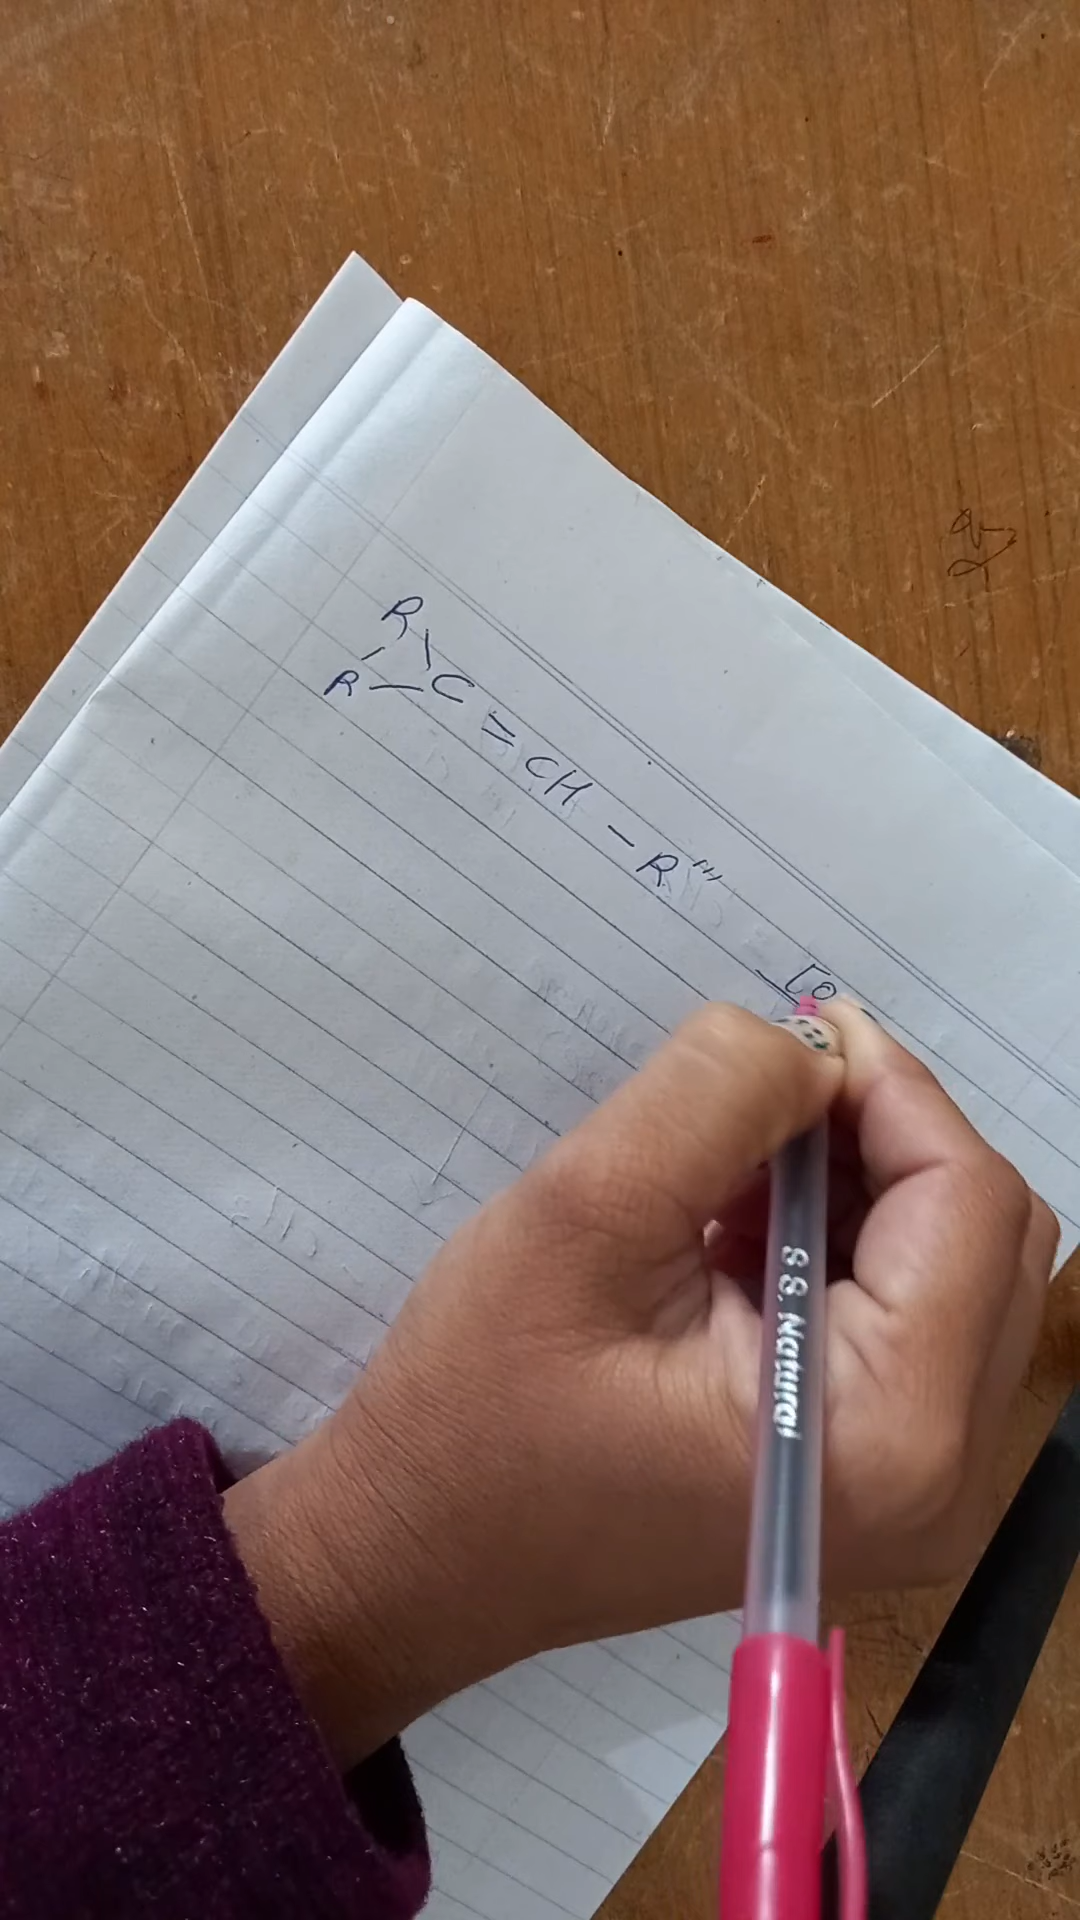 R
R — C = CH — R'''
[O
S S. Natural